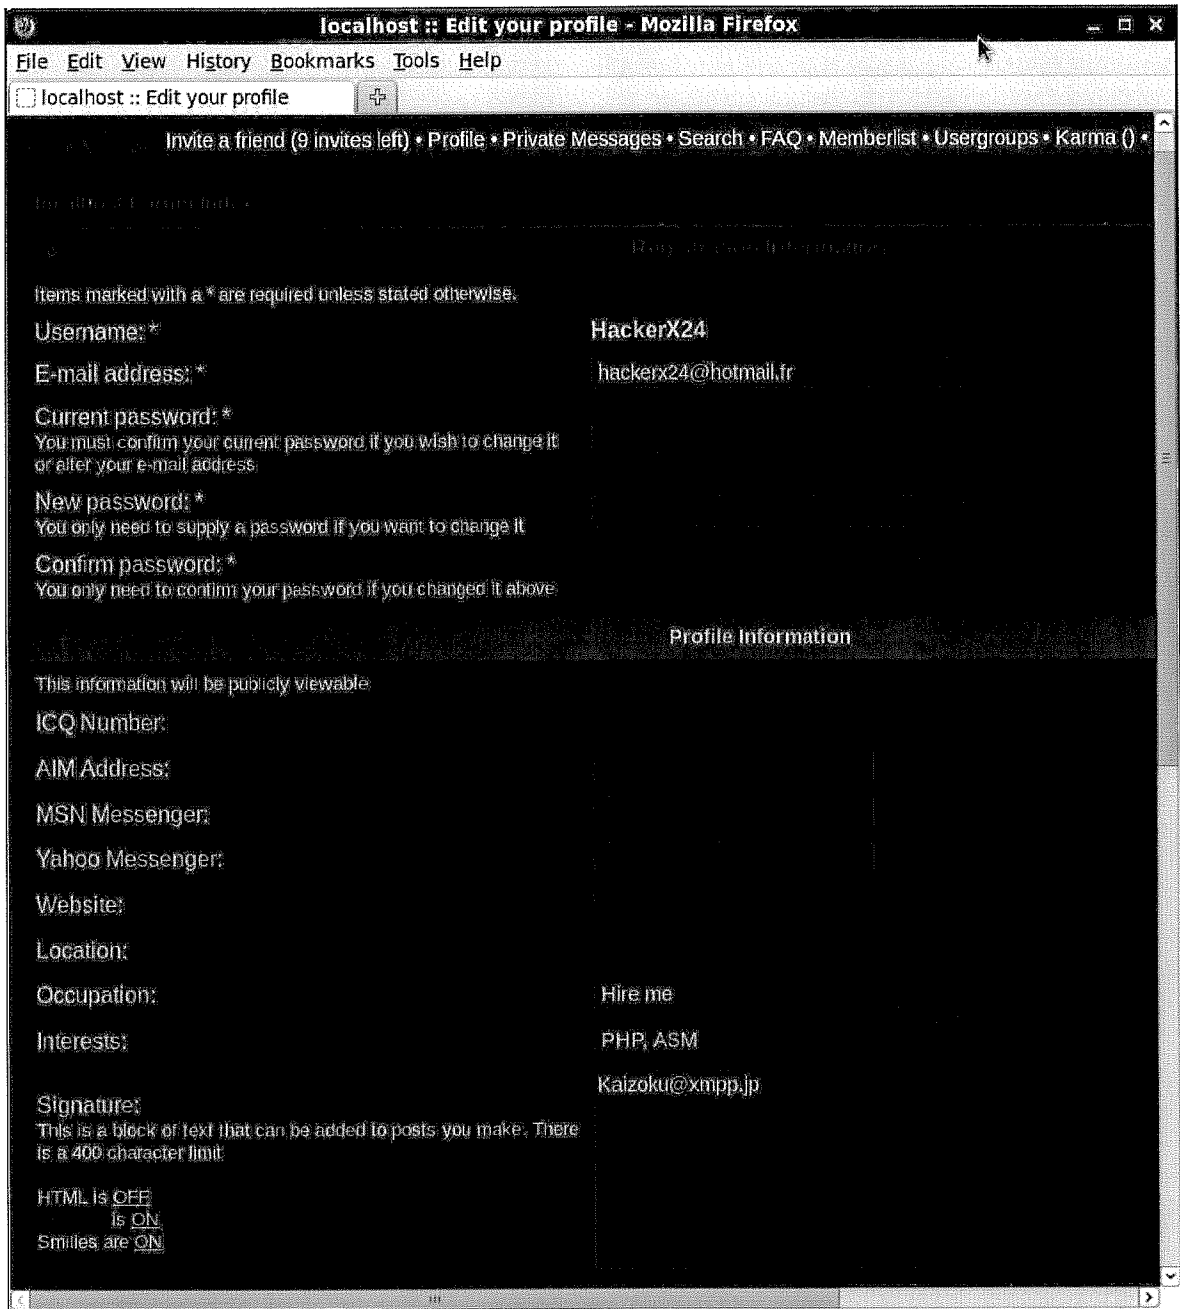 localhost :: Edit your profile - Mozilla Firefox
File Edit View History Bookmarks Tools Help
localhost :: Edit your profile
Invite a friend (9 invites left) • Profile • Private Messages • Search • FAQ • Memberlist • Usergroups • Karma () •
Forum Index
Information
Items marked with a * are required unless stated otherwise.
Username: * HackerX24
E-mail address: * hackerx24@hotmail.fr
Current password: *
You must confirm your current password if you wish to change it
or alter your e-mail address
New password: *
You only need to supply a password if you want to change it
Confirm password: *
You only need to confirm your password if you changed it above
Profile Information
This information will be publicly viewable
ICQ Number:
AIM Address:
MSN Messenger:
Yahoo Messenger:
Website:
Location:
Occupation: Hire me
Interests: PHP, ASM
Kaizoku@xmpp.jp
Signature:
This is a block of text that can be added to posts you make. There
is a 400 character limit
HTML is OFF
is ON
Smilies are ON